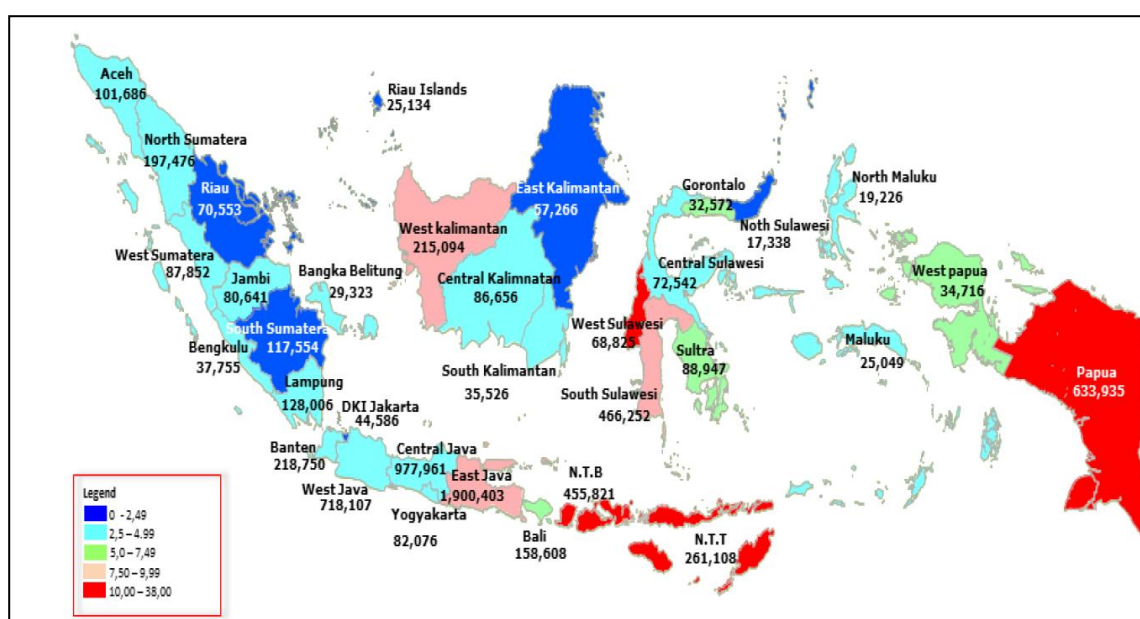 Aceh
101,686
North Sumatera
197,476
Riau
70,553
Riau Islands
25,134
West Sumatera
87,852
Jambi
80,641
Bangka Belitung
29,323
South Sumatera
117,554
Bengkulu
37,755
Lampung
128,006
DKI Jakarta
44,586
Banten
218,750
West Java
718,107
Central Java
977,961
Yogyakarta
82,076
East Java
1,900,403
Bali
158,608
N.T.B
455,821
N.T.T
261,108
West kalimantan
215,094
Central Kalimnatan
86,656
South Kalimantan
35,526
East Kalimantan
57,266
Gorontalo
32,572
Noth Sulawesi
17,338
Central Sulawesi
72,542
West Sulawesi
68,825
South Sulawesi
466,252
Sultra
88,947
North Maluku
19,226
Maluku
25,049
West papua
34,716
Papua
633,935
Legend
0 - 2,49
2,5 – 4.99
5,0 – 7,49
7,50 – 9,99
10,00 – 38,00